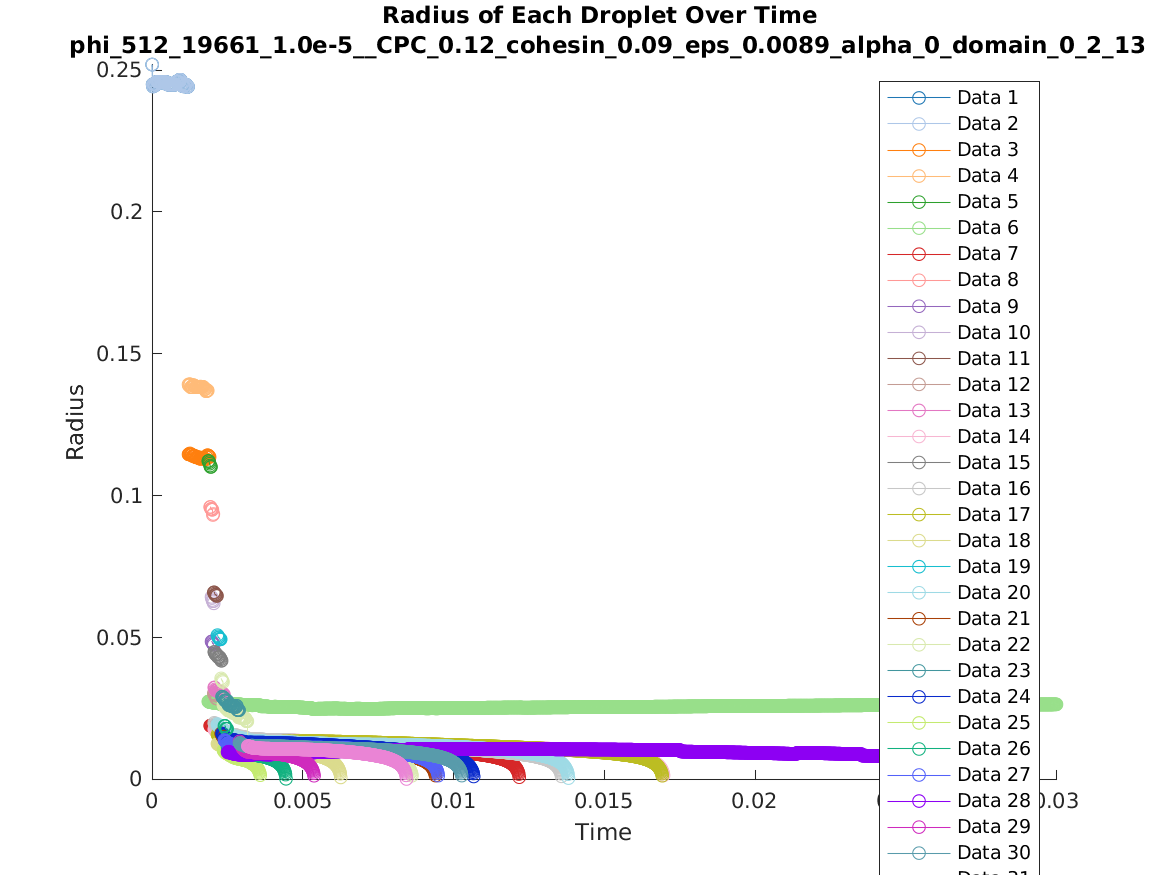 Radius of Each Droplet Over Time
phi_512_19661_1.0e-5__CPC_0.12_cohesin_0.09_eps_0.0089_alpha_0_domain_0_2_13
0.25
0.2
0.15
0.1
0.05
0
Radius
0
0.005
0.01
0.015
0.02
0.03
Time
Data 1
Data 2
Data 3
Data 4
Data 5
Data 6
Data 7
Data 8
Data 9
Data 10
Data 11
Data 12
Data 13
Data 14
Data 15
Data 16
Data 17
Data 18
Data 19
Data 20
Data 21
Data 22
Data 23
Data 24
Data 25
Data 26
Data 27
Data 28
Data 29
Data 30